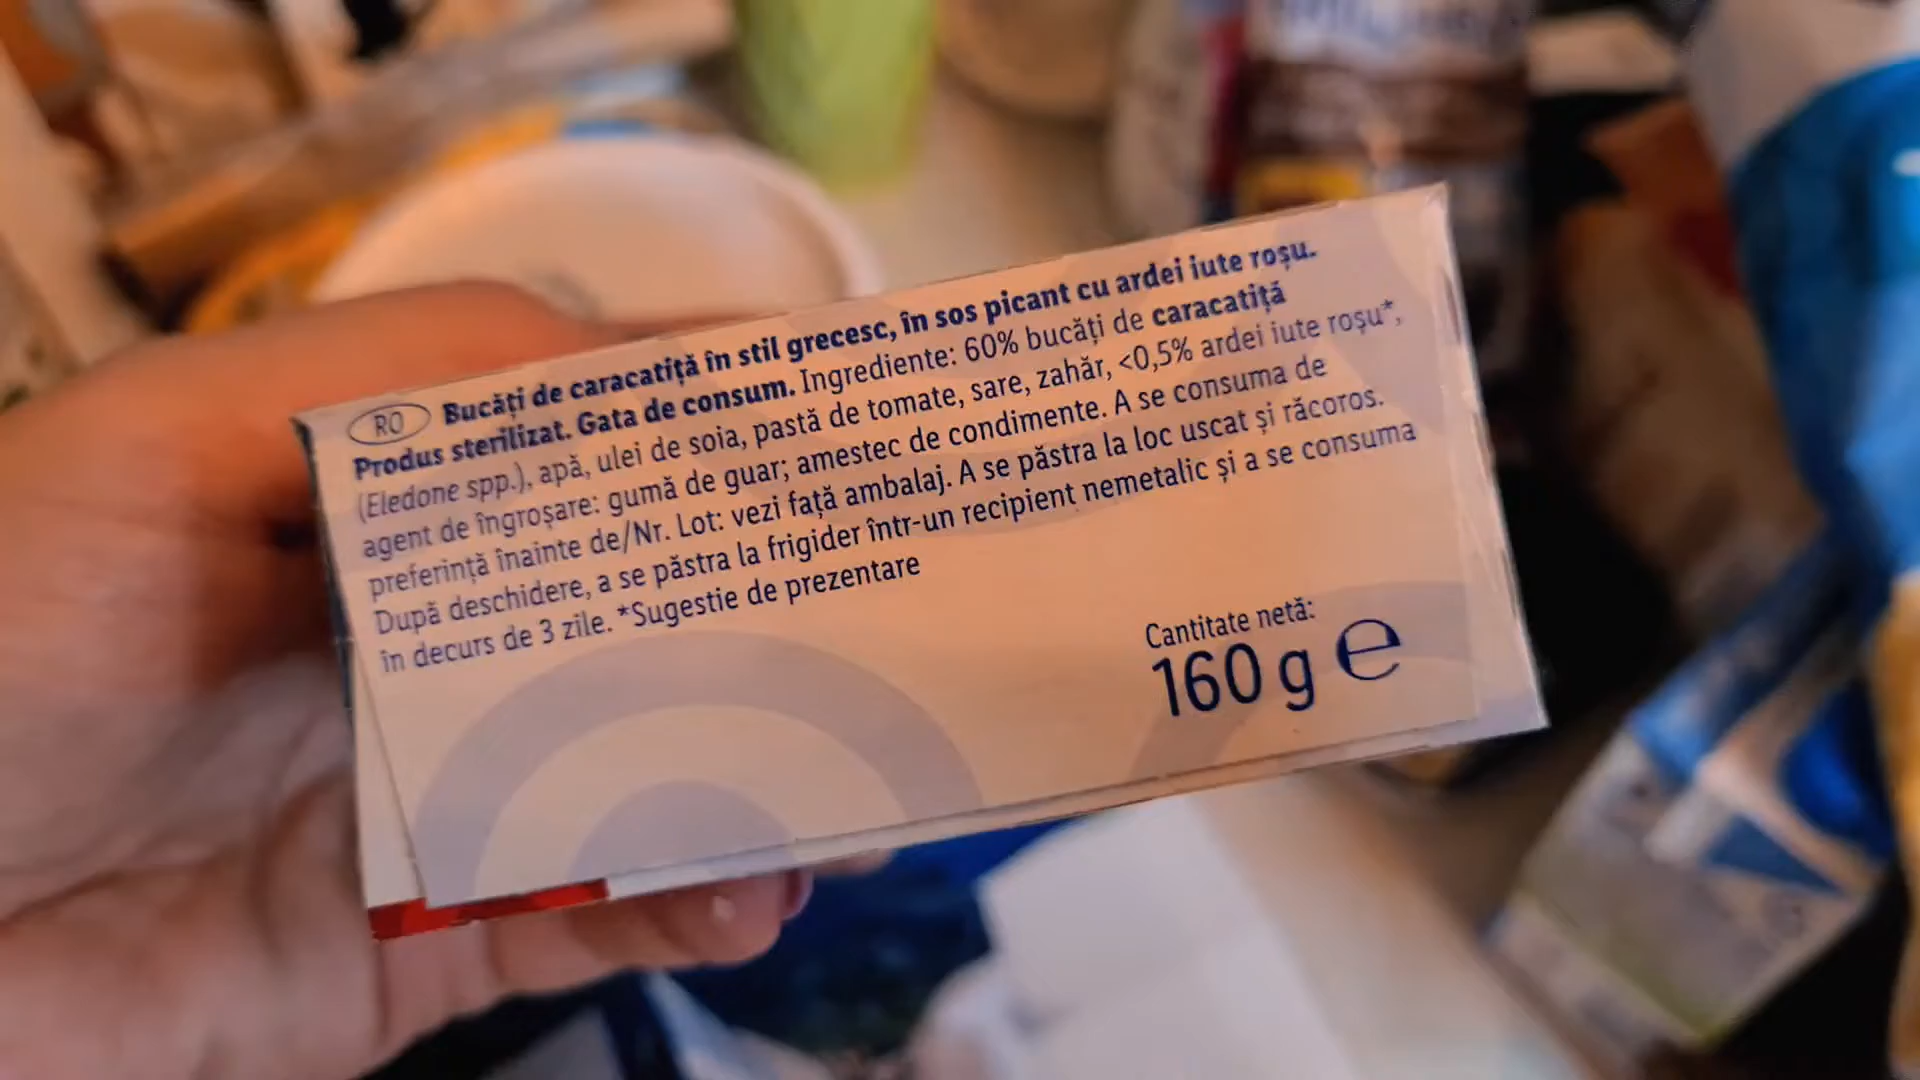 RO Bucăți de caracatiță în stil grecesc, în sos picant cu ardei iute roșu.
Produs sterilizat. Gata de consum. Ingrediente: 60% bucăți de caracatiță
(Eledone spp.), apă, ulei de soia, pastă de tomate, sare, zahăr, <0,5% ardei iute roșu*,
agent de îngroșare: gumă de guar; amestec de condimente. A se consuma de
preferință înainte de/Nr. Lot: vezi față ambalaj. A se păstra la loc uscat și răcoros.
După deschidere, a se păstra la frigider într-un recipient nemetalic și a se consuma
în decurs de 3 zile. *Sugestie de prezentare
Cantitate netă:
160 g e